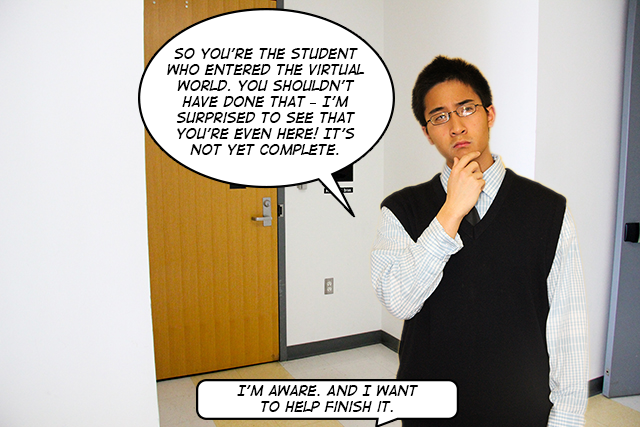 SO YOU'RE THE STUDENT
WHO ENTERED THE VIRTUAL
WORLD. YOU SHOULDN'T
HAVE DONE THAT – I'M
SURPRISED TO SEE THAT
YOU'RE EVEN HERE! IT'S
NOT YET COMPLETE.
I'M AWARE. AND I WANT
TO HELP FINISH IT.